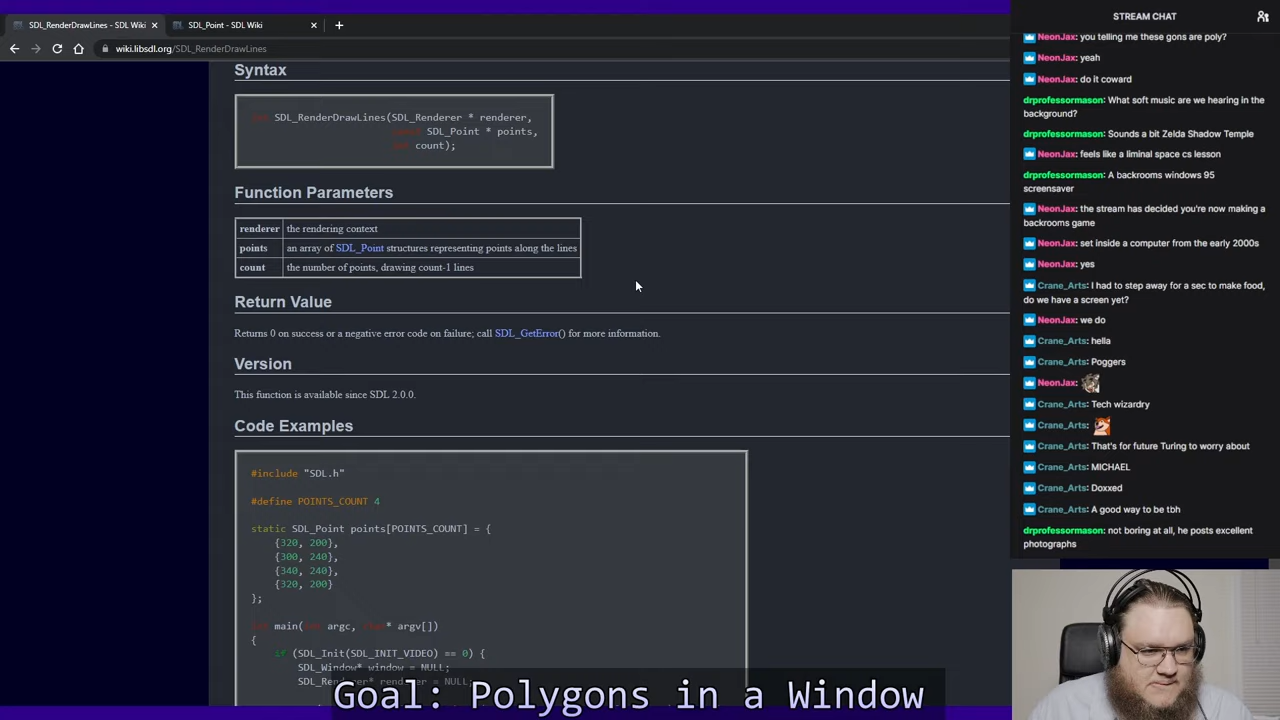 SDL_RenderDrawLines - SDL Wiki
SDL_Point - SDL Wiki
wiki.libsdl.org/SDL_RenderDrawLines
Syntax
int SDL_RenderDrawLines(SDL_Renderer * renderer,
const SDL_Point * points,
int count);
Function Parameters
renderer the rendering context
points an array of SDL_Point structures representing points along the lines
count the number of points, drawing count-1 lines
Return Value
Returns 0 on success or a negative error code on failure; call SDL_GetError() for more information.
Version
This function is available since SDL 2.0.0.
Code Examples
#include "SDL.h"
#define POINTS_COUNT 4
static SDL_Point points[POINTS_COUNT] = {
{320, 200},
{300, 240},
{340, 240},
{320, 200}
};
int main(int argc, char* argv[])
{
if (SDL_Init(SDL_INIT_VIDEO) == 0) {
SDL_Window* window = NULL;
SDL_Renderer* renderer = NULL;
Goal: Polygons in a Window
STREAM CHAT
NeonJax: you telling me these gons are poly?
NeonJax: yeah
NeonJax: do it coward
drprofessormason: What soft music are we hearing in the
background?
drprofessormason: Sounds a bit Zelda Shadow Temple
NeonJax: feels like a liminal space cs lesson
drprofessormason: A backrooms windows 95
screensaver
NeonJax: the stream has decided you're now making a
backrooms game
NeonJax: set inside a computer from the early 2000s
NeonJax: yes
Crane_Arts: I had to step away for a sec to make food,
do we have a screen yet?
NeonJax: we do
Crane_Arts: hella
Crane_Arts: Poggers
NeonJax:
Crane_Arts: Tech wizardry
Crane_Arts:
Crane_Arts: That's for future Turing to worry about
Crane_Arts: MICHAEL
Crane_Arts: Doxxed
Crane_Arts: A good way to be tbh
drprofessormason: not boring at all, he posts excellent
photographs